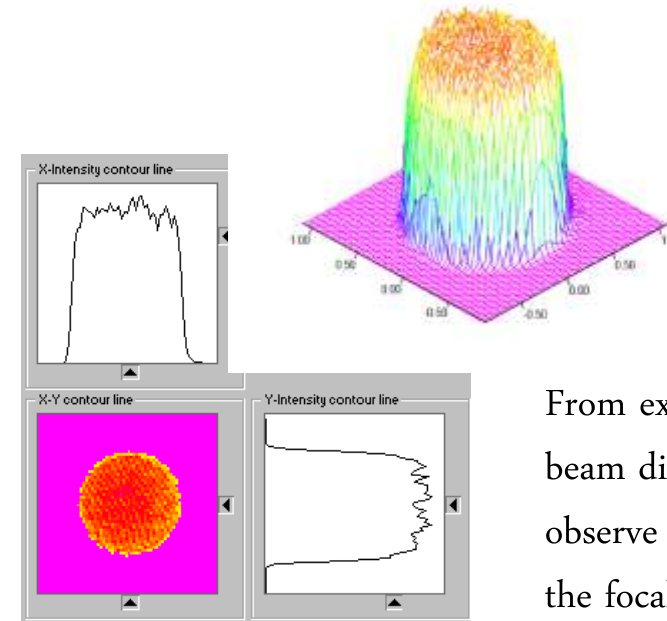 X-Intensity contour line
1.00
0.50
0.00
-0.50
-0.50
0.00
0.50
X-Y contour line
Y-Intensity contour line
From ex
beam di
observe
the foca